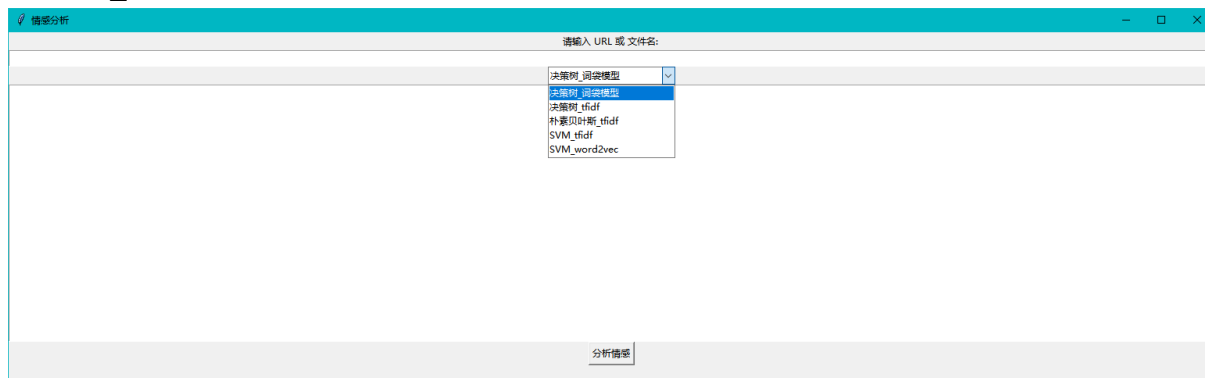 情感分析
请输入 URL 或 文件名:
决策树_词袋模型
决策树_词袋模型
决策树_tfidf
朴素贝叶斯_tfidf
SVM_tfidf
SVM_word2vec
分析情感